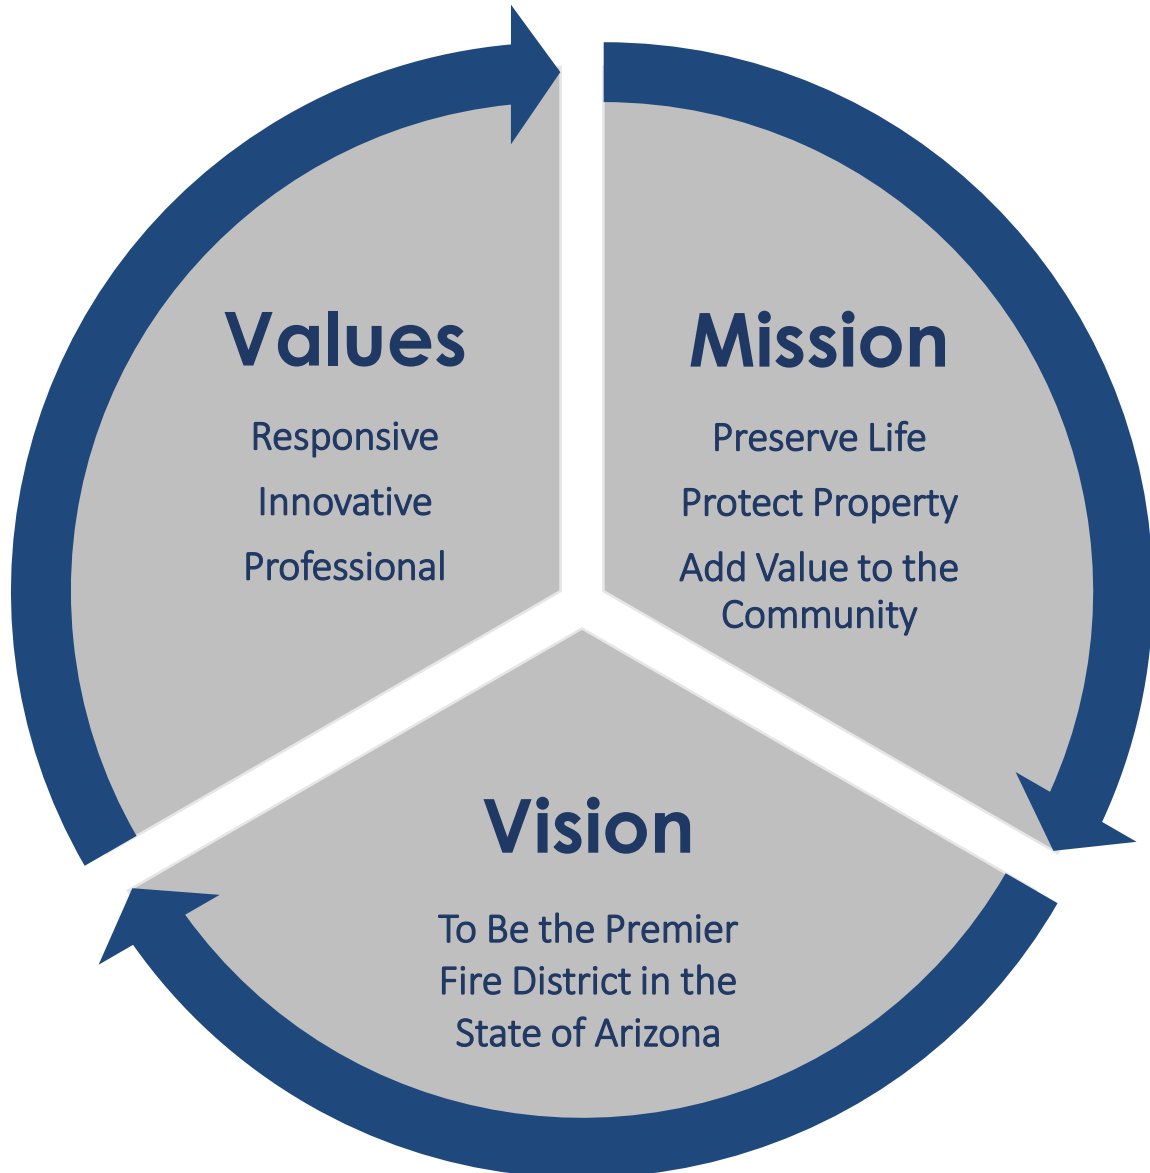 Values
Responsive
Innovative
Professional
Mission
Preserve Life
Protect Property
Add Value to the
Community
Vision
To Be the Premier
Fire District in the
State of Arizona